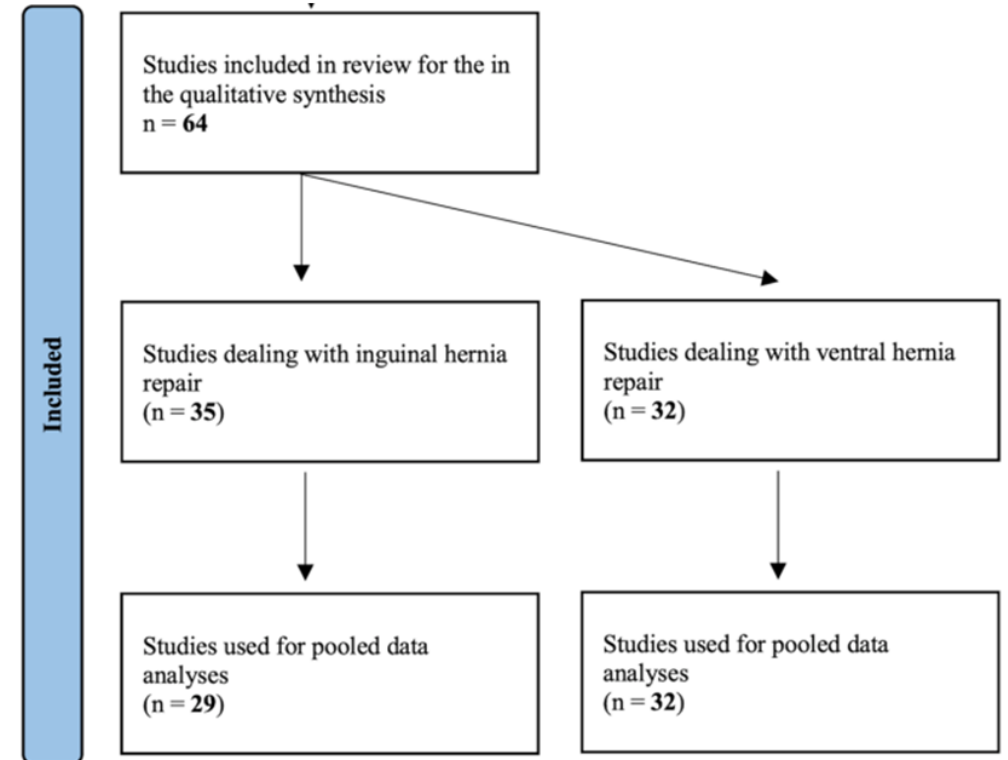 Included
Studies included in review for the in
the qualitative synthesis
n = 64
Studies dealing with inguinal hernia
repair
(n = 35)
Studies dealing with ventral hernia
repair
(n = 32)
Studies used for pooled data
analyses
(n = 29)
Studies used for pooled data
analyses
(n = 32)